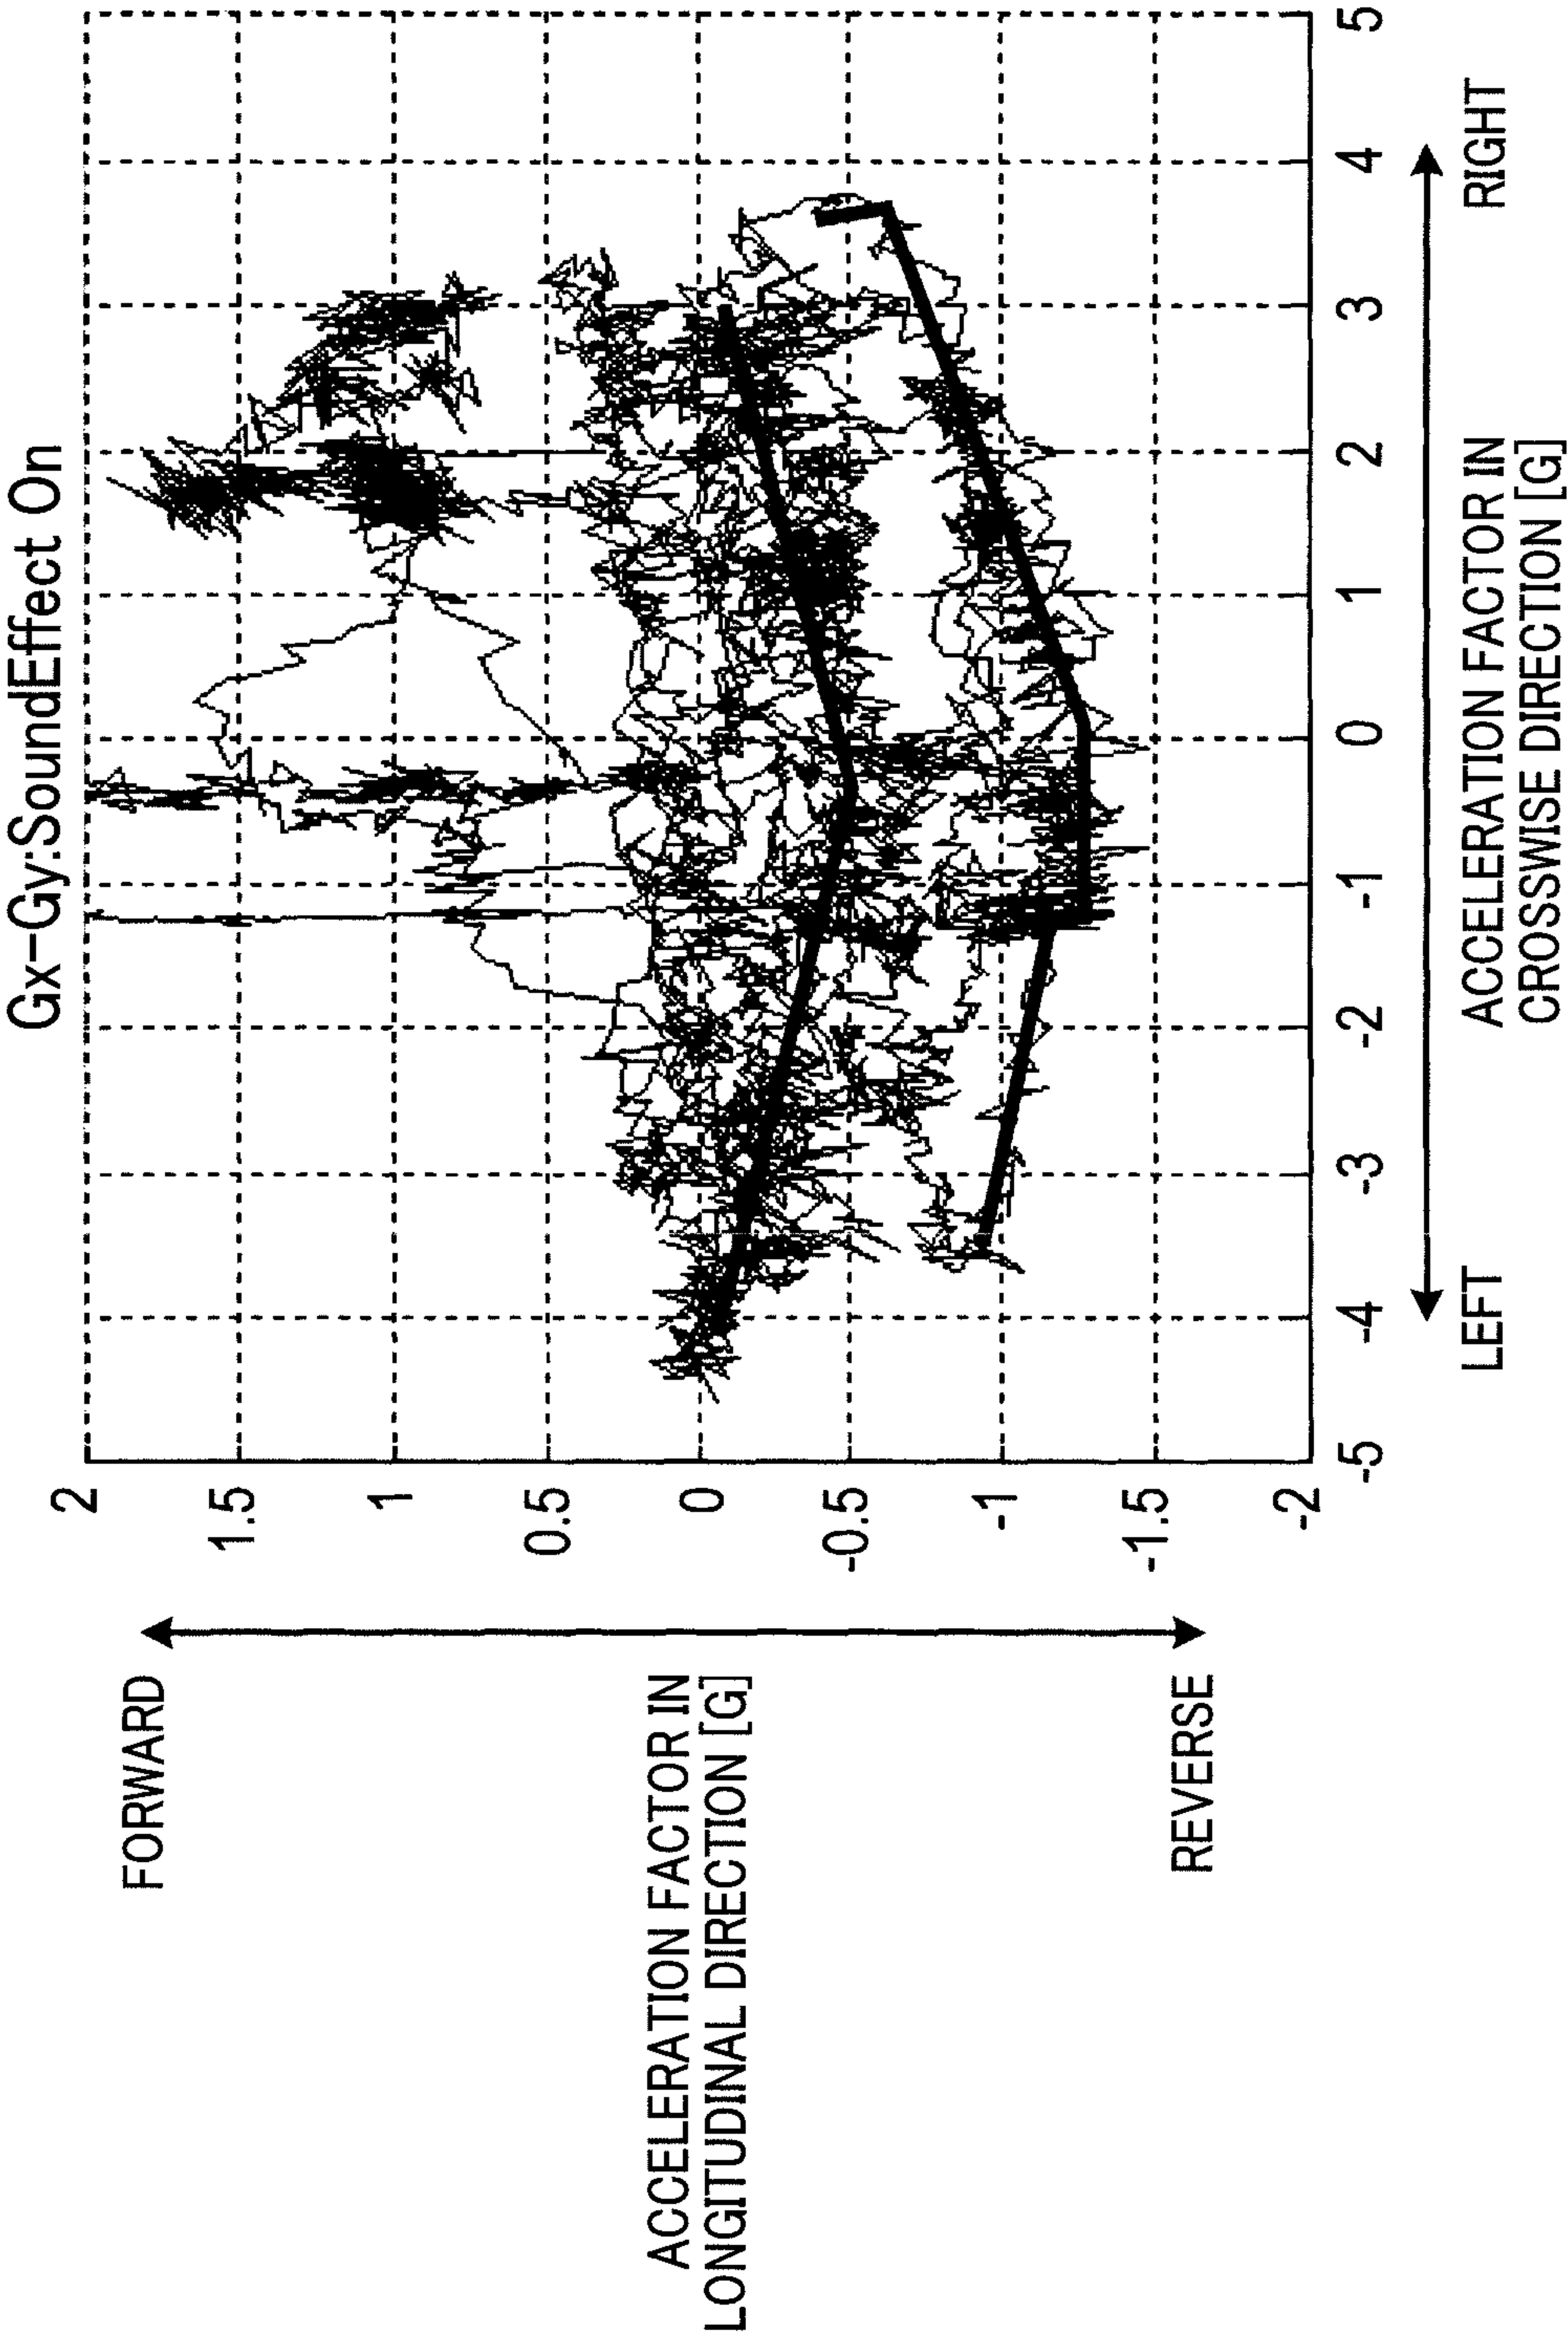 Gx-Gy:SoundEffect On
FORWARD
ACCELERATION FACTOR IN
LONGITUDINAL DIRECTION [G]
REVERSE
2
1.5
1
0.5
0
-0.5
-1
-1.5
-2
-5
-4
-3
-2
-1
0
1
2
3
4
5
LEFT
ACCELERATION FACTOR IN
CROSSWISE DIRECTION [G]
RIGHT